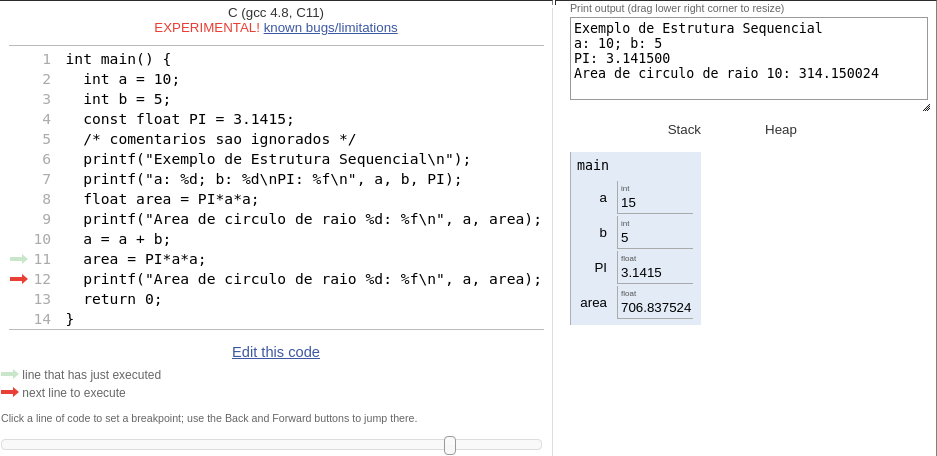 C (gcc 4.8, C11)
EXPERIMENTAL! known bugs/limitations
1 int main() {
2 int a = 10;
3 int b = 5;
4 const float PI = 3.1415;
5 /* comentarios sao ignorados */
6 printf("Exemplo de Estrutura Sequencial\n");
7 printf("a: %d; b: %d\nPI: %f\n", a, b, PI);
8 float area = PI*a*a;
9 printf("Area de circulo de raio %d: %f\n", a, area);
10 a = a + b;
11 area = PI*a*a;
12 printf("Area de circulo de raio %d: %f\n", a, area);
13 return 0;
14 }
Edit this code
line that has just executed
next line to execute
Click a line of code to set a breakpoint; use the Back and Forward buttons to jump there.
Print output (drag lower right corner to resize)
Exemplo de Estrutura Sequencial
a: 10; b: 5
PI: 3.141500
Area de circulo de raio 10: 314.150024
Stack Heap
main
int
a 15
int
b 5
float
PI 3.1415
float
area 706.837524